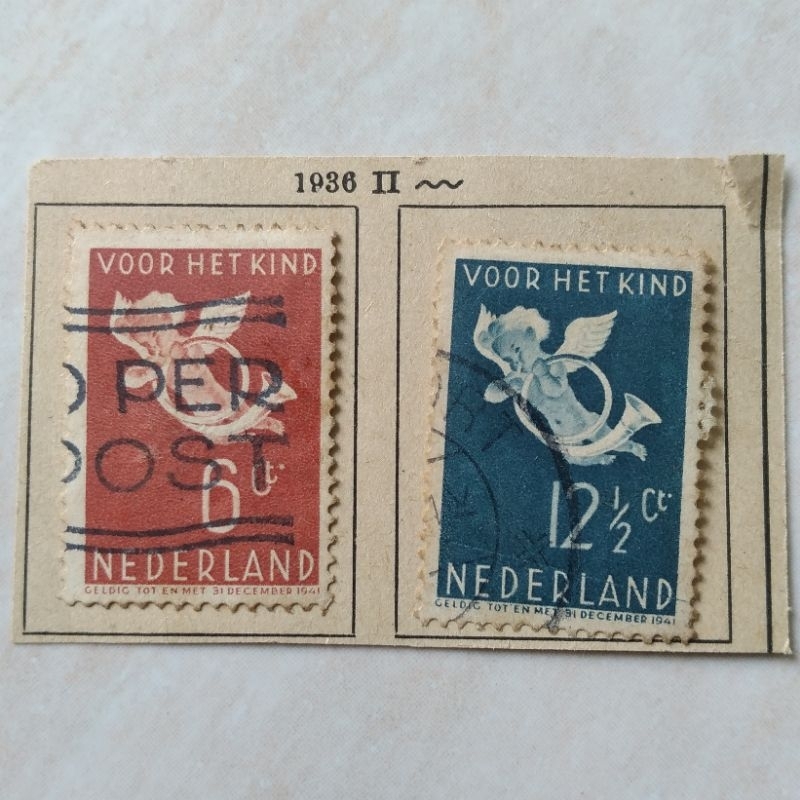 1936 II
VOOR HET KIND
PER
OST
6 Ct.
NEDERLAND
GELDIG TOT EN MET 31 DECEMBER 1941
VOOR HET KIND
12 1/2 Ct.
NEDERLAND
GELDIG TOT EN MET 31 DECEMBER 1941